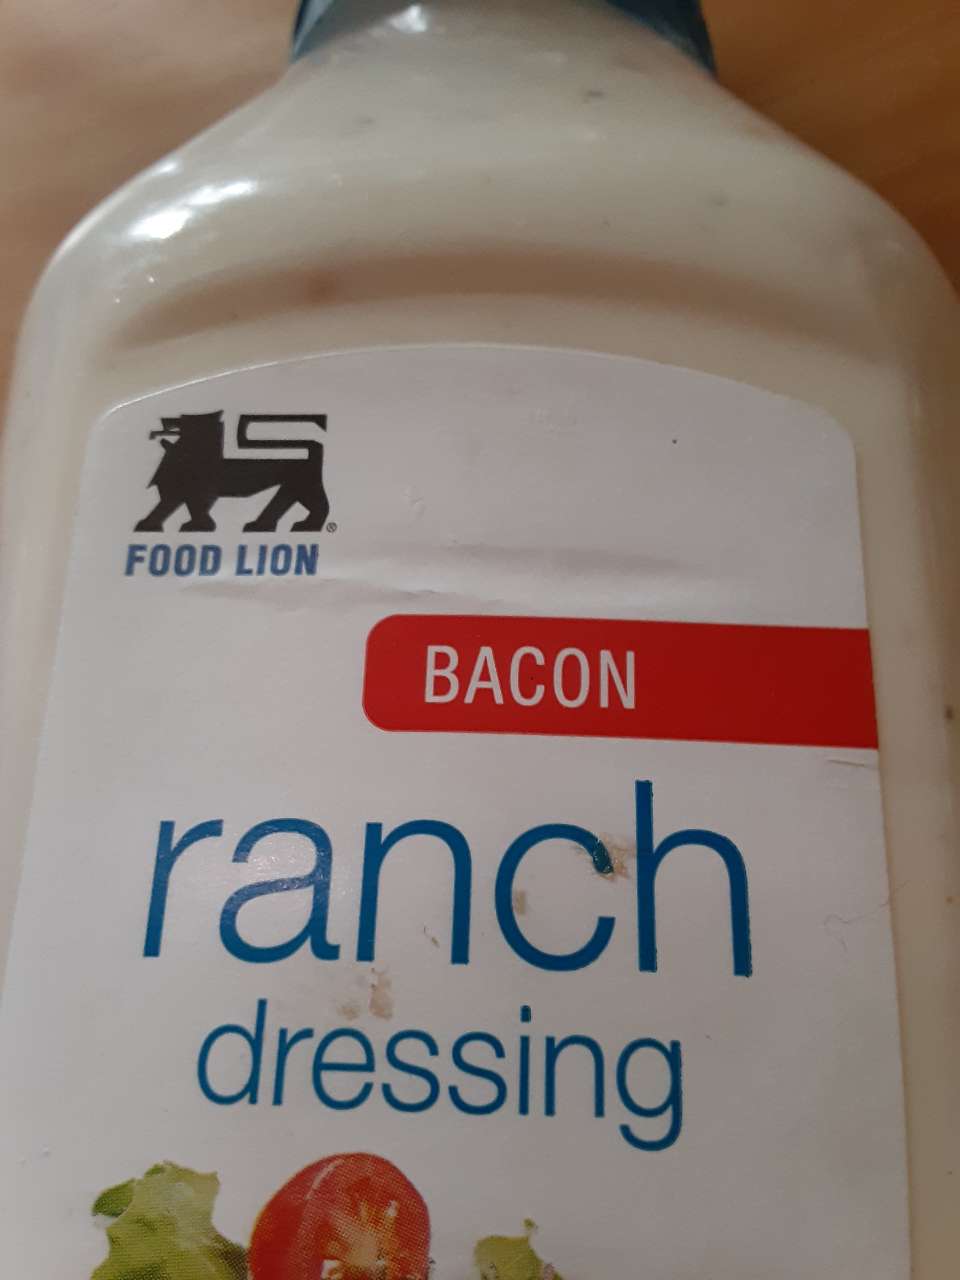 FOOD LION®
BACON
ranch
dressing